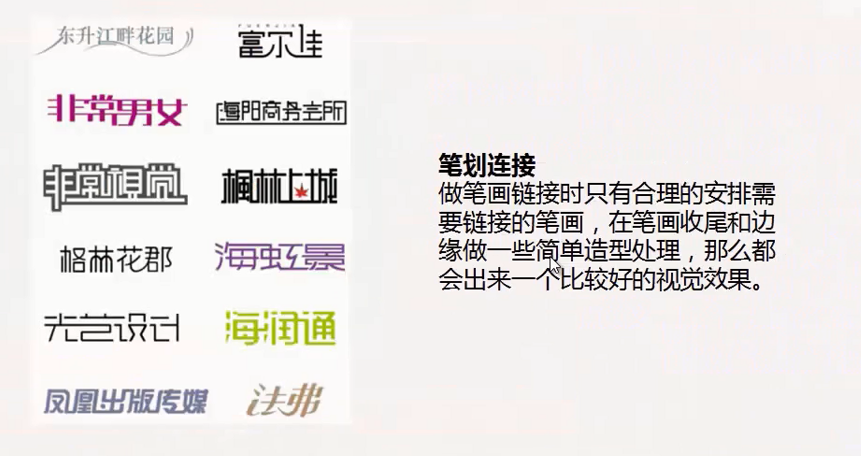 东升江畔花园
富尔佳
非常男女
海阳商务会所
非常视觉
枫林上城
格林花郡
海虹景
光艺设计
海润通
凤凰出版传媒
法弗
笔划连接
做笔画链接时只有合理的安排需
要链接的笔画，在笔画收尾和边
缘做一些简单造型处理，那么都
会出来一个比较好的视觉效果。